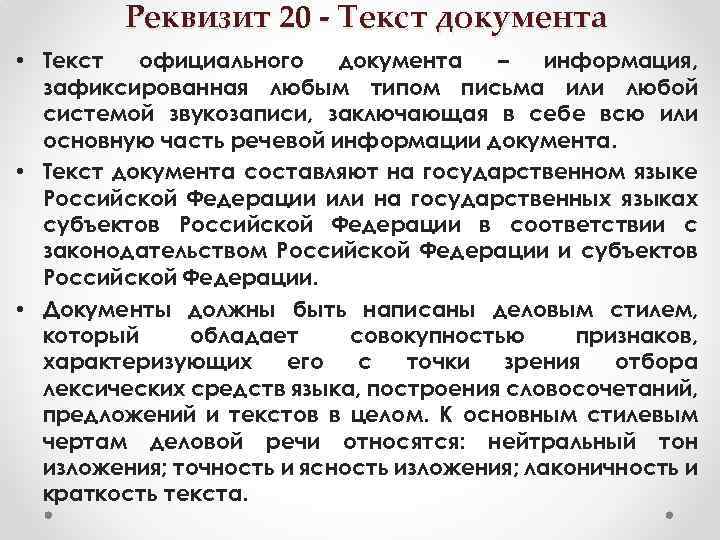 Реквизит 20 - Текст документа
• Текст официального документа – информация,
зафиксированная любым типом письма или любой
системой звукозаписи, заключающая в себе всю или
основную часть речевой информации документа.
• Текст документа составляют на государственном языке
Российской Федерации или на государственных языках
субъектов Российской Федерации в соответствии с
законодательством Российской Федерации и субъектов
Российской Федерации.
• Документы должны быть написаны деловым стилем,
который обладает совокупностью признаков,
характеризующих его с точки зрения отбора
лексических средств языка, построения словосочетаний,
предложений и текстов в целом. К основным стилевым
чертам деловой речи относятся: нейтральный тон
изложения; точность и ясность изложения; лаконичность и
краткость текста.